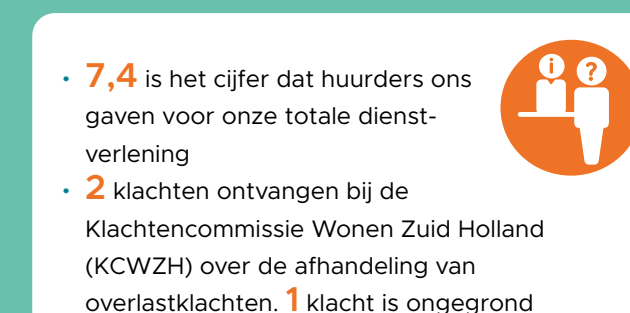 • 7,4 is het cijfer dat huurders ons
gaven voor onze totale dienst-
verlening
• 2 klachten ontvangen bij de
Klachtencommissie Wonen Zuid Holland
(KCWZH) over de afhandeling van
overlastklachten. 1 klacht is ongegrond
i ?